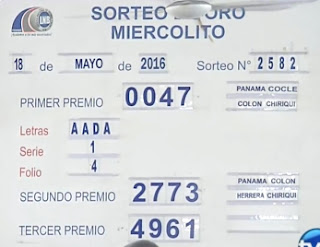 LNB
SORTEO DE ORO
MIERCOLITO
18 de MAYO de 2016 Sorteo N° 2582
PRIMER PREMIO 0047 PANAMA COCLE
COLON CHIRIQUI
Letras AADA
Serie 1
Folio 4
SEGUNDO PREMIO 2773 PANAMA COLON
HERRERA CHIRIQUI
TERCER PREMIO 4961